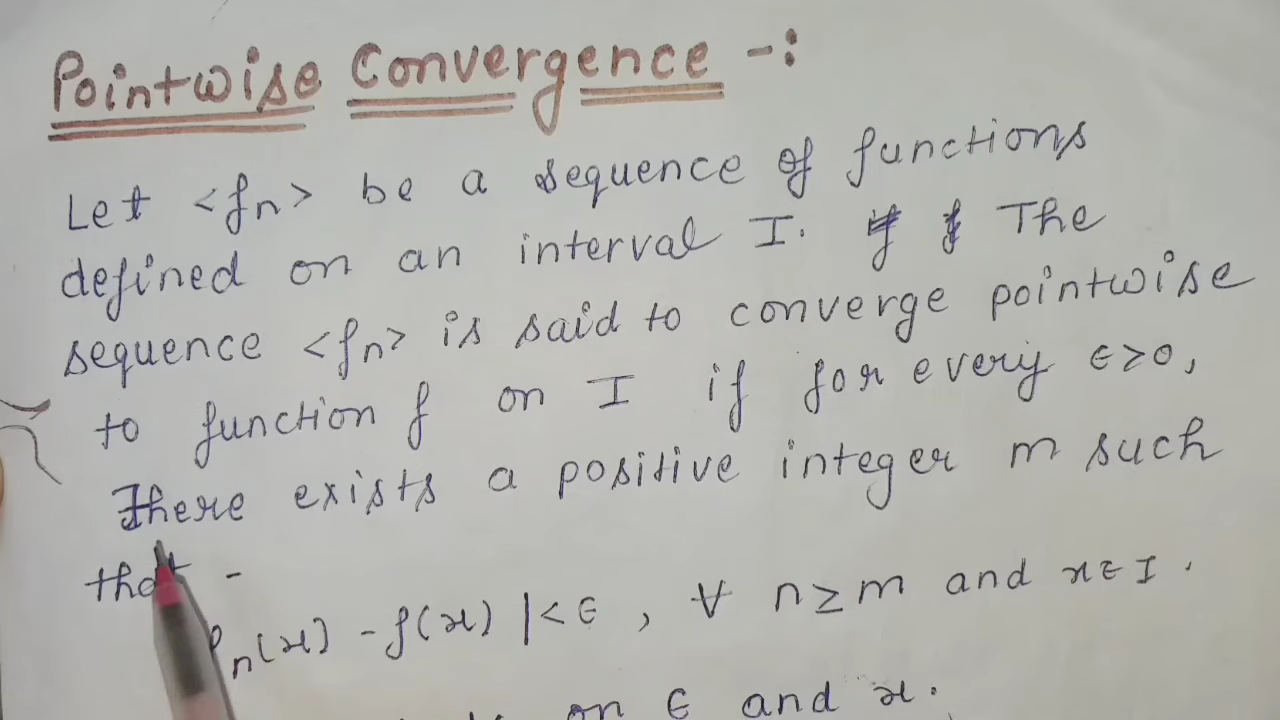 Pointwise Convergence -:
Let <fn> be a sequence of functions
defined on an interval I. The
sequence <fn> is said to converge pointwise
to function f on I if for every ε>0,
There exists a positive integer m such
that -
n(x) - f(x) | < ε , ∀ n ≥ m and x ∈ I .
on ε and x.